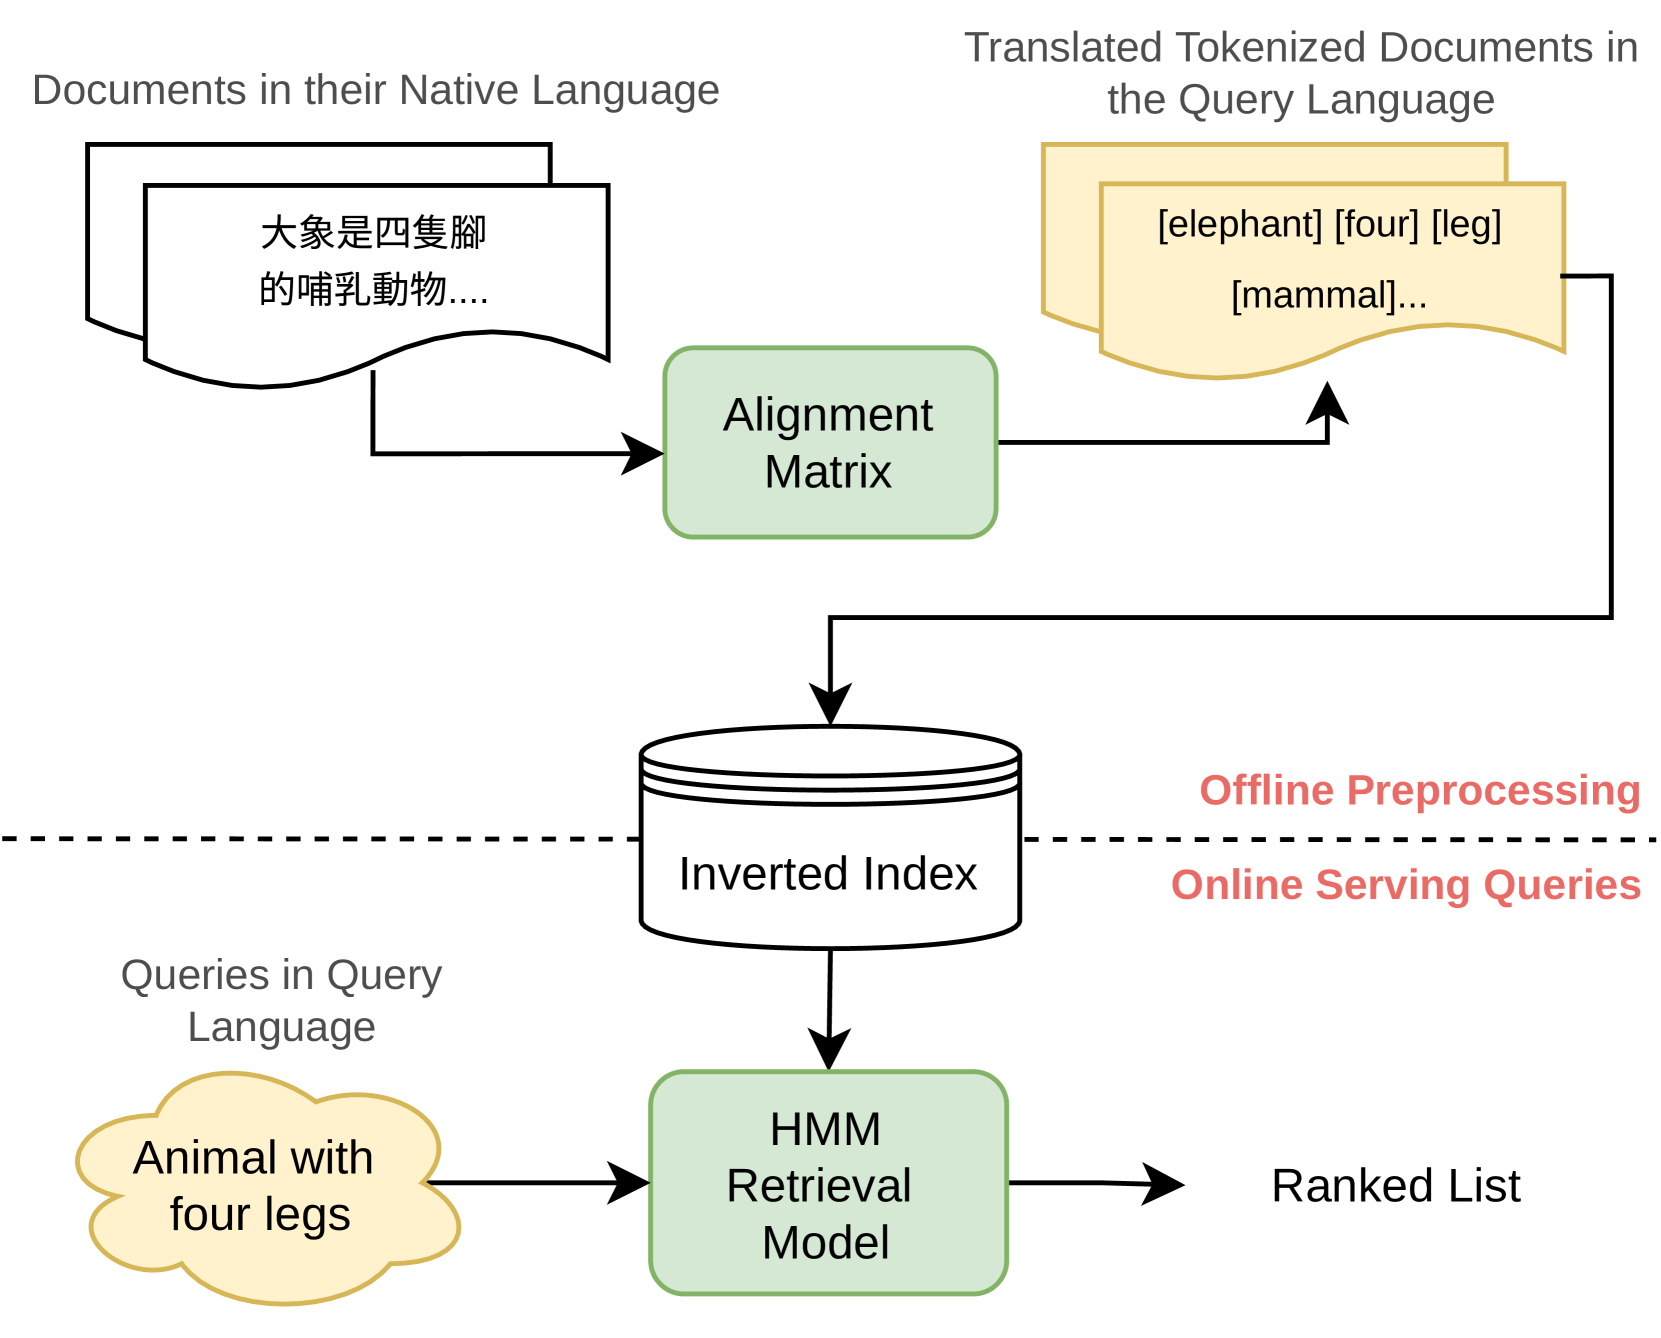 Documents in their Native Language
Translated Tokenized Documents in
the Query Language
大象是四隻腳
的哺乳動物....
[elephant] [four] [leg]
[mammal]...
Alignment
Matrix
Inverted Index
Offline Preprocessing
Online Serving Queries
Queries in Query
Language
Animal with
four legs
HMM
Retrieval
Model
Ranked List